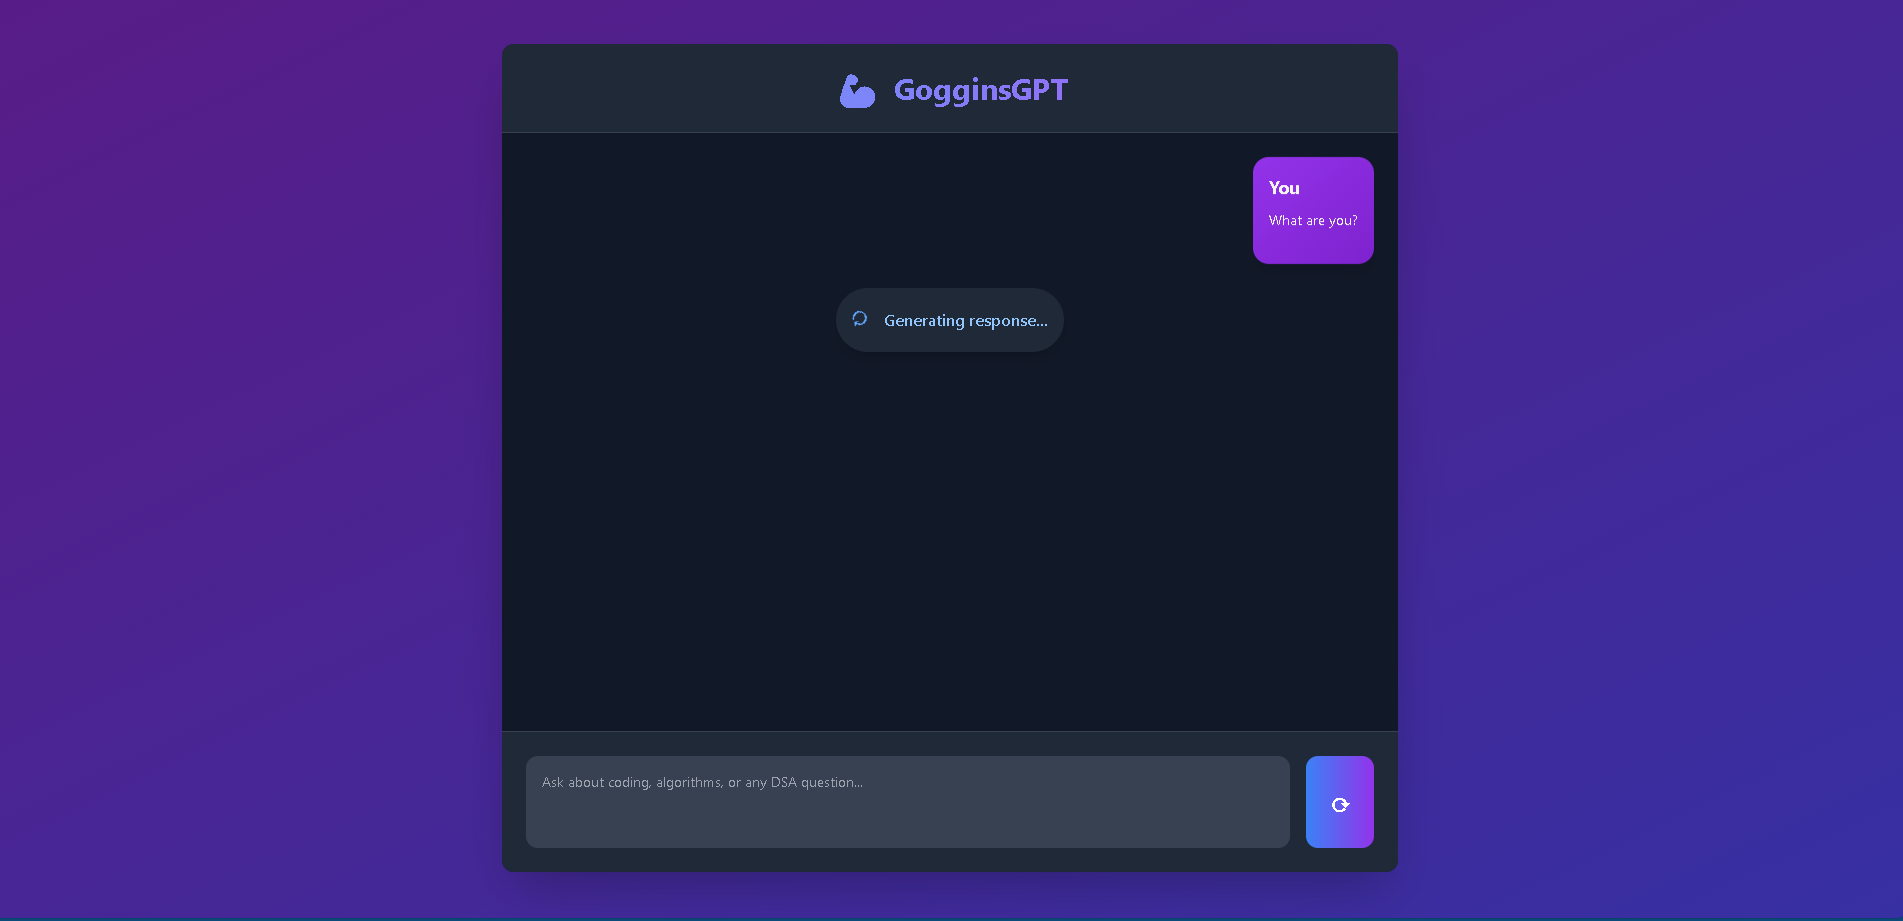 GogginsGPT
You
What are you?
Generating response...
Ask about coding, algorithms, or any DSA question...